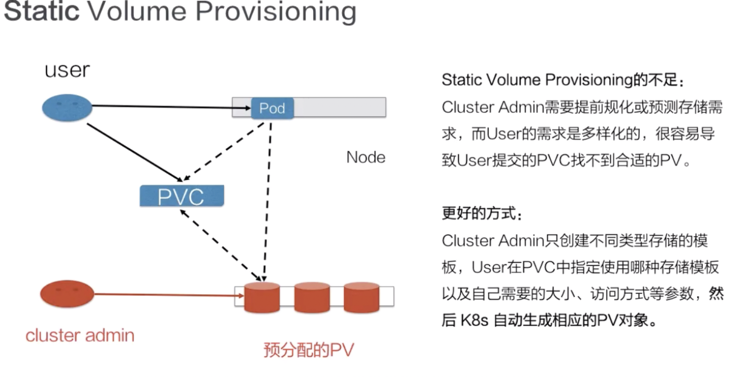 Static Volume Provisioning
user
Pod
Node
PVC
cluster admin
预分配的PV
Static Volume Provisioning的不足：
Cluster Admin需要提前规化或预测存储需
求，而User的需求是多样化的，很容易导
致User提交的PVC找不到合适的PV。
更好的方式：
Cluster Admin只创建不同类型存储的模
板，User在PVC中指定使用哪种存储模板
以及自己需要的大小、访问方式等参数，然
后 K8s 自动生成相应的PV对象。